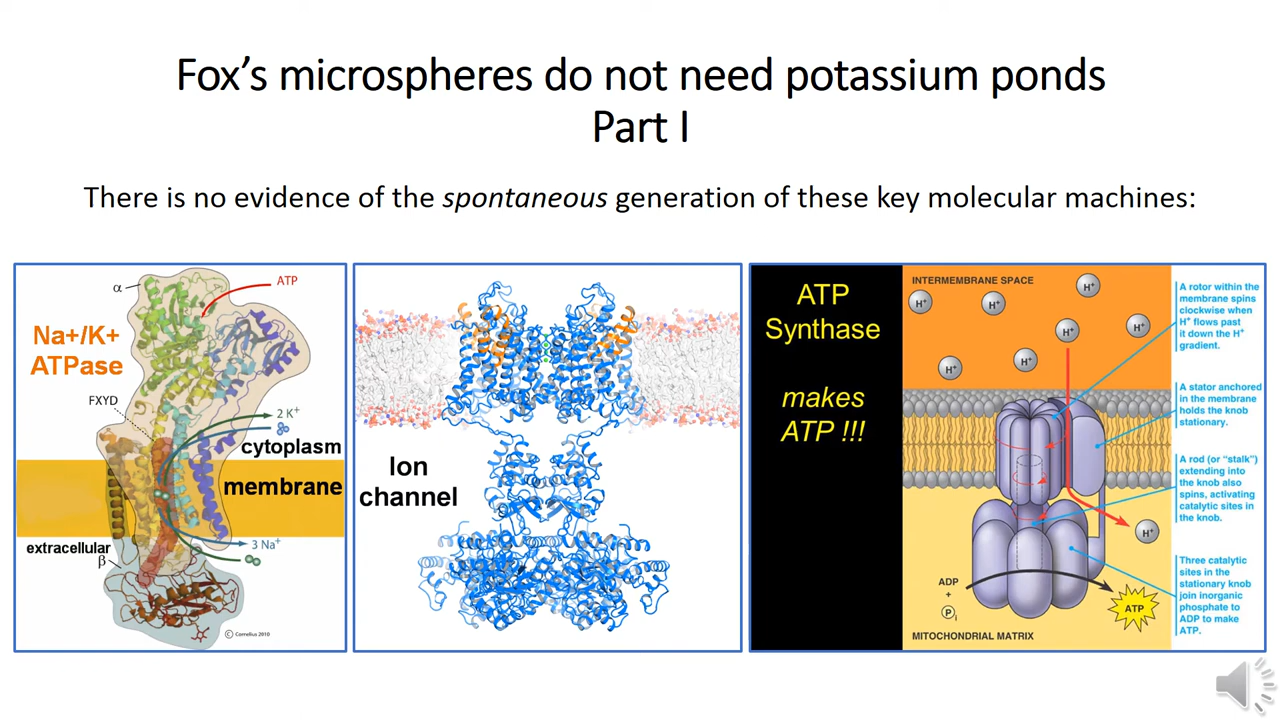 Fox’s microspheres do not need potassium ponds
Part I
There is no evidence of the spontaneous generation of these key molecular machines:
α
ATP
Na+/K+
ATPase
FXYD
2 K⁺
cytoplasm
membrane
extracellular
3 Na⁺
β
© Cornelius 2010
Ion
channel
ATP
Synthase
makes
ATP !!!
INTERMEMBRANE SPACE
H⁺
H⁺
H⁺
H⁺
H⁺
H⁺
H⁺
H⁺
ADP
+
P i
ATP
MITOCHONDRIAL MATRIX
A rotor within the
membrane spins
clockwise when
H⁺ flows past
it down the H⁺
gradient.
A stator anchored
in the membrane
holds the knob
stationary.
A rod (or “stalk”)
extending into
the knob also
spins, activating
catalytic sites in
the knob.
Three catalytic
sites in the
stationary knob
join inorganic
phosphate to
ADP to make
ATP.